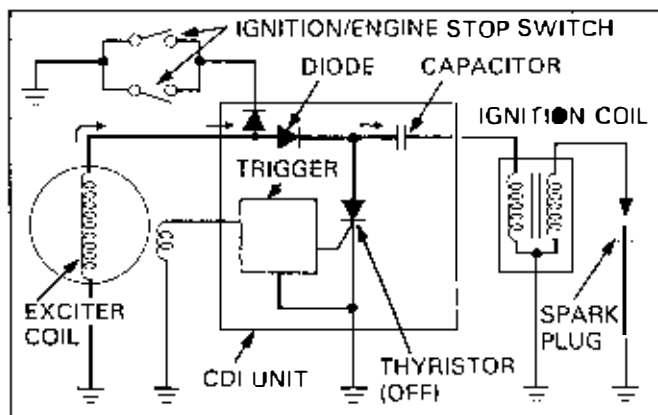 IGNITION/ENGINE STOP SWITCH
DIODE
CAPACITOR
IGNITION COIL
TRIGGER
EXCITER
COIL
SPARK
PLUG
CDI UNIT
THYRISTOR
(OFF)